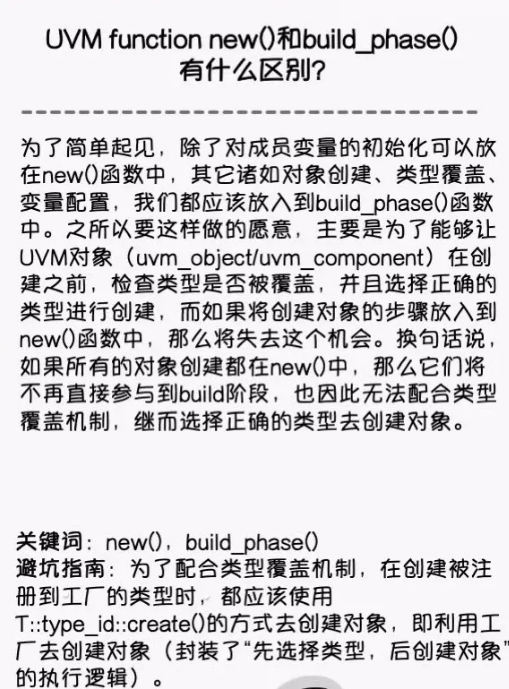 UVM function new()和build_phase()
有什么区别?
为了简单起见，除了对成员变量的初始化可以放
在new()函数中，其它诸如对象创建、类型覆盖、
变量配置，我们都应该放入到build_phase()函数
中。之所以要这样做的愿意，主要是为了能够让
UVM对象（uvm_object/uvm_component）在创
建之前，检查类型是否被覆盖，并且选择正确的
类型进行创建，而如果将创建对象的步骤放入到
new()函数中，那么将失去这个机会。换句话说，
如果所有的对象创建都在new()中，那么它们将
不再直接参与到build阶段，也因此无法配合类型
覆盖机制，继而选择正确的类型去创建对象。
关键词：new()，build_phase()
避坑指南：为了配合类型覆盖机制，在创建被注
册到工厂的类型时，都应该使用
T::type_id::create()的方式去创建对象，即利用工
厂去创建对象（封装了“先选择类型，后创建对象”
的执行逻辑）。